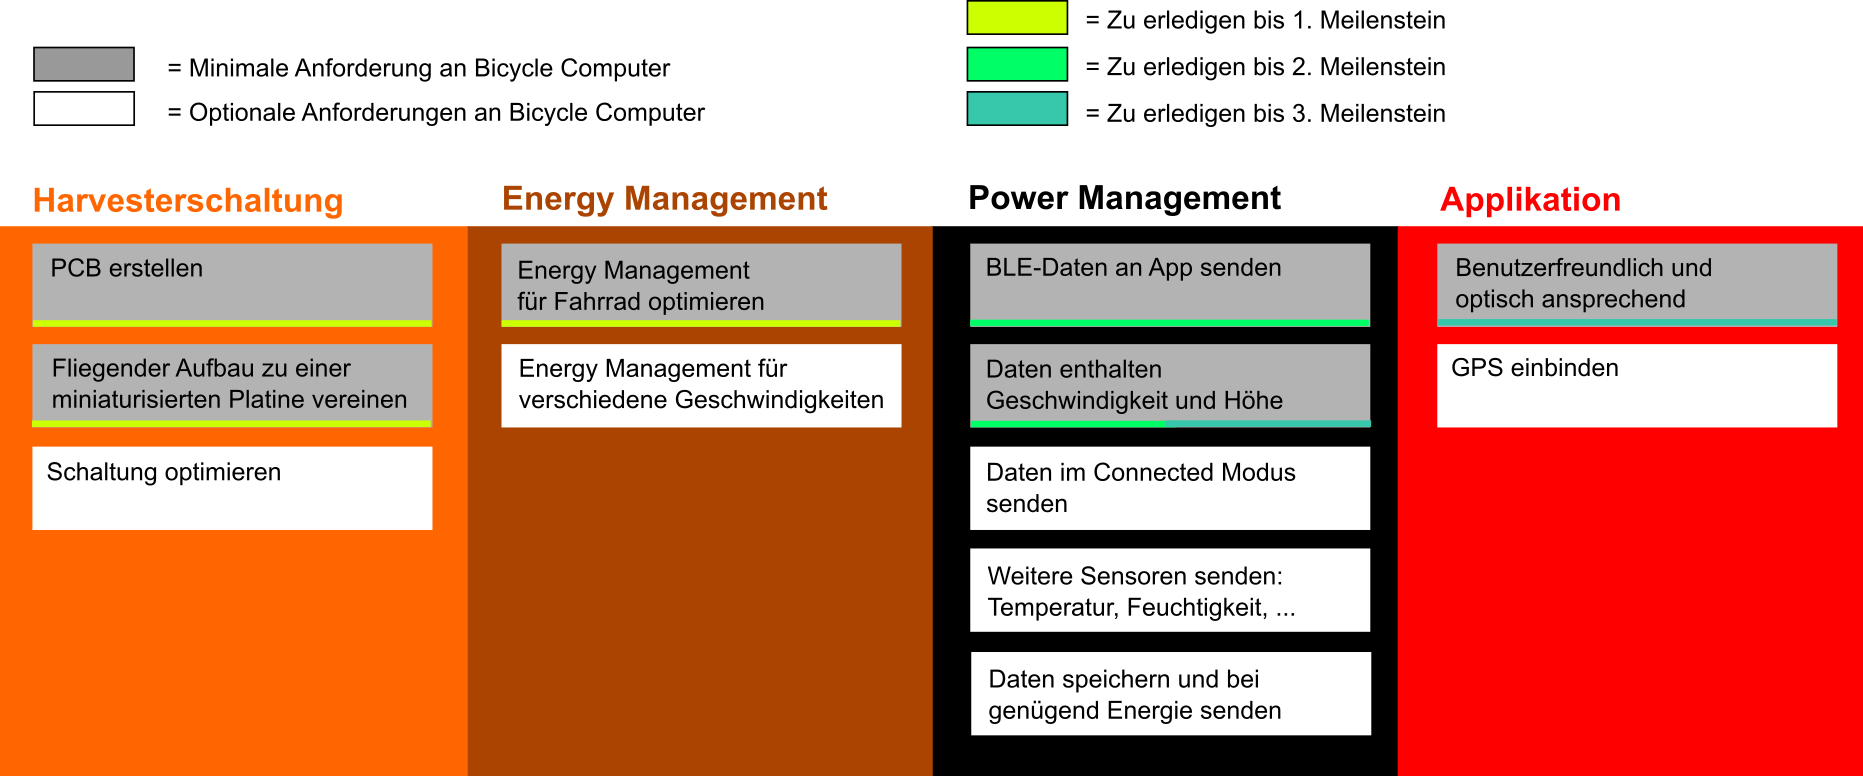 = Minimale Anforderung an Bicycle Computer
= Optionale Anforderungen an Bicycle Computer
= Zu erledigen bis 1. Meilenstein
= Zu erledigen bis 2. Meilenstein
= Zu erledigen bis 3. Meilenstein
Harvesterschaltung
PCB erstellen
Fliegender Aufbau zu einer
miniaturisierten Platine vereinen
Schaltung optimieren
Energy Management
Energy Management
für Fahrrad optimieren
Energy Management für
verschiedene Geschwindigkeiten
Power Management
BLE-Daten an App senden
Daten enthalten
Geschwindigkeit und Höhe
Daten im Connected Modus
senden
Weitere Sensoren senden:
Temperatur, Feuchtigkeit, ...
Daten speichern und bei
genügend Energie senden
Applikation
Benutzerfreundlich und
optisch ansprechend
GPS einbinden